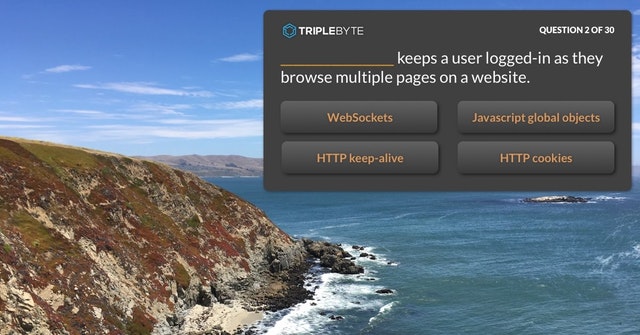 TRIPLEBYTE
QUESTION 2 OF 30
______________ keeps a user logged-in as they
browse multiple pages on a website.
WebSockets
Javascript global objects
HTTP keep-alive
HTTP cookies